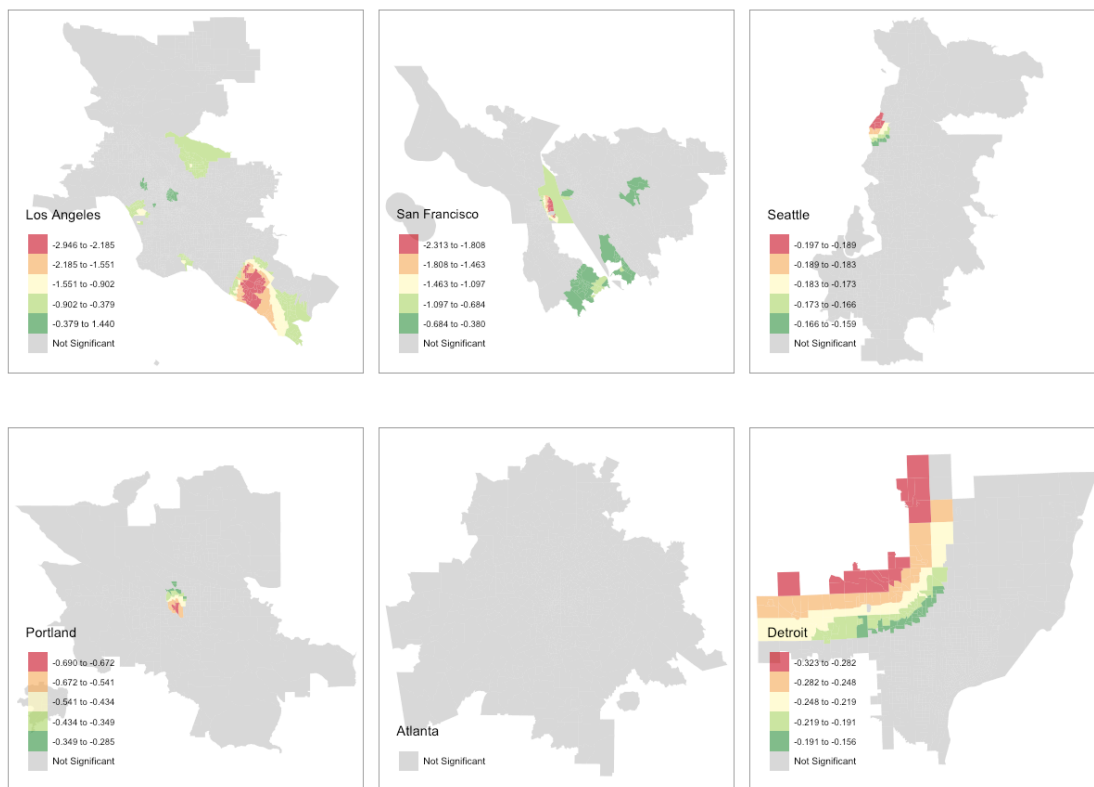 Los Angeles
-2.946 to -2.185
-2.185 to -1.551
-1.551 to -0.902
-0.902 to -0.379
-0.379 to 1.440
Not Significant
San Francisco
-2.313 to -1.808
-1.808 to -1.463
-1.463 to -1.097
-1.097 to -0.684
-0.684 to -0.380
Not Significant
Seattle
-0.197 to -0.189
-0.189 to -0.183
-0.183 to -0.173
-0.173 to -0.166
-0.166 to -0.159
Not Significant
Portland
-0.690 to -0.672
-0.672 to -0.541
-0.541 to -0.434
-0.434 to -0.349
-0.349 to -0.285
Not Significant
Atlanta
Not Significant
Detroit
-0.323 to -0.282
-0.282 to -0.248
-0.248 to -0.219
-0.219 to -0.191
-0.191 to -0.156
Not Significant